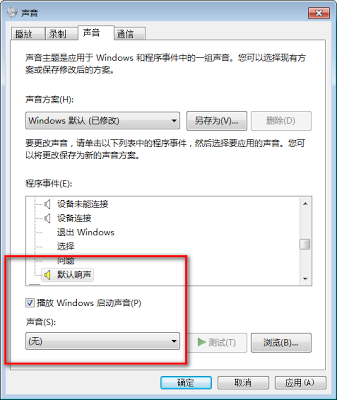 声音
播放 录制 声音 通信
声音主题是应用于 Windows 和程序事件中的一组声音。您可以选择现有方
案或保存修改后的方案。
声音方案(H):
Windows 默认 (已修改) 另存为(V)... 删除(D)
要更改声音，请单击以下列表中的程序事件，然后选择要应用的声音。您可
以将更改保存为新的声音方案。
程序事件(E):
设备未能连接
设备连接
退出 Windows
选择
问题
默认响声
播放 Windows 启动声音(P)
声音(S):
(无) 测试(T) 浏览(B)...
确定 取消 应用(A)